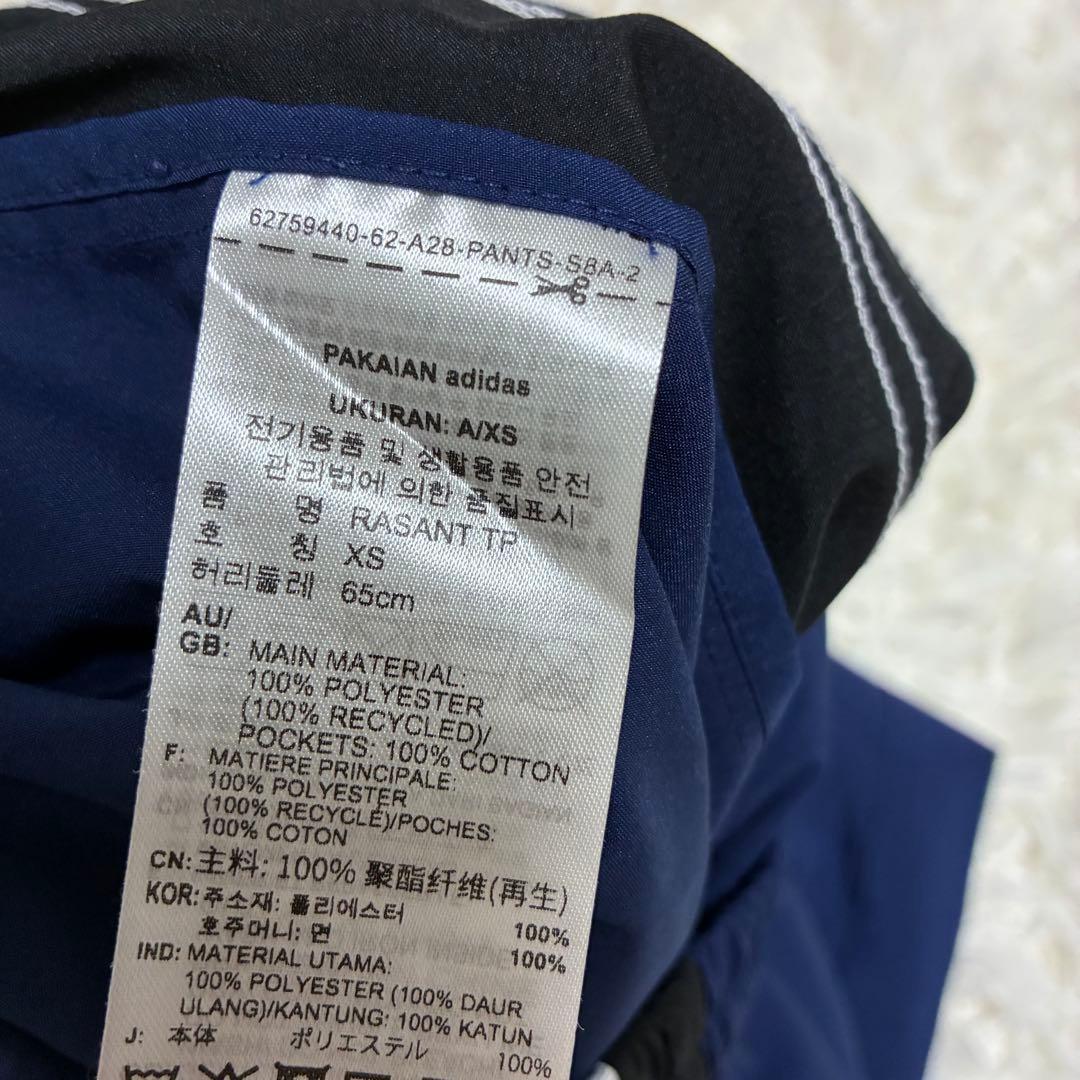 62759440-62-A28-PANTS-S8A-2
PAKAIAN adidas
UKURAN: A/XS
전기용품 및 생활용품 안전
관리법에 의한 품질표시
품 명 RASANT TP
호 칭 XS
허리둘레 65cm
AU/
GB: MAIN MATERIAL:
100% POLYESTER
(100% RECYCLED)/
POCKETS: 100% COTTON
F: MATIERE PRINCIPALE:
100% POLYESTER
(100% RECYCLÉ)/POCHES:
100% COTON
CN: 主料: 100% 聚酯纤维(再生)
KOR: 주소재: 폴리에스터 100%
호주머니: 면 100%
IND: MATERIAL UTAMA:
100% POLYESTER (100% DAUR
ULANG)/KANTUNG: 100% KATUN
J: 本体 ポリエステル 100%